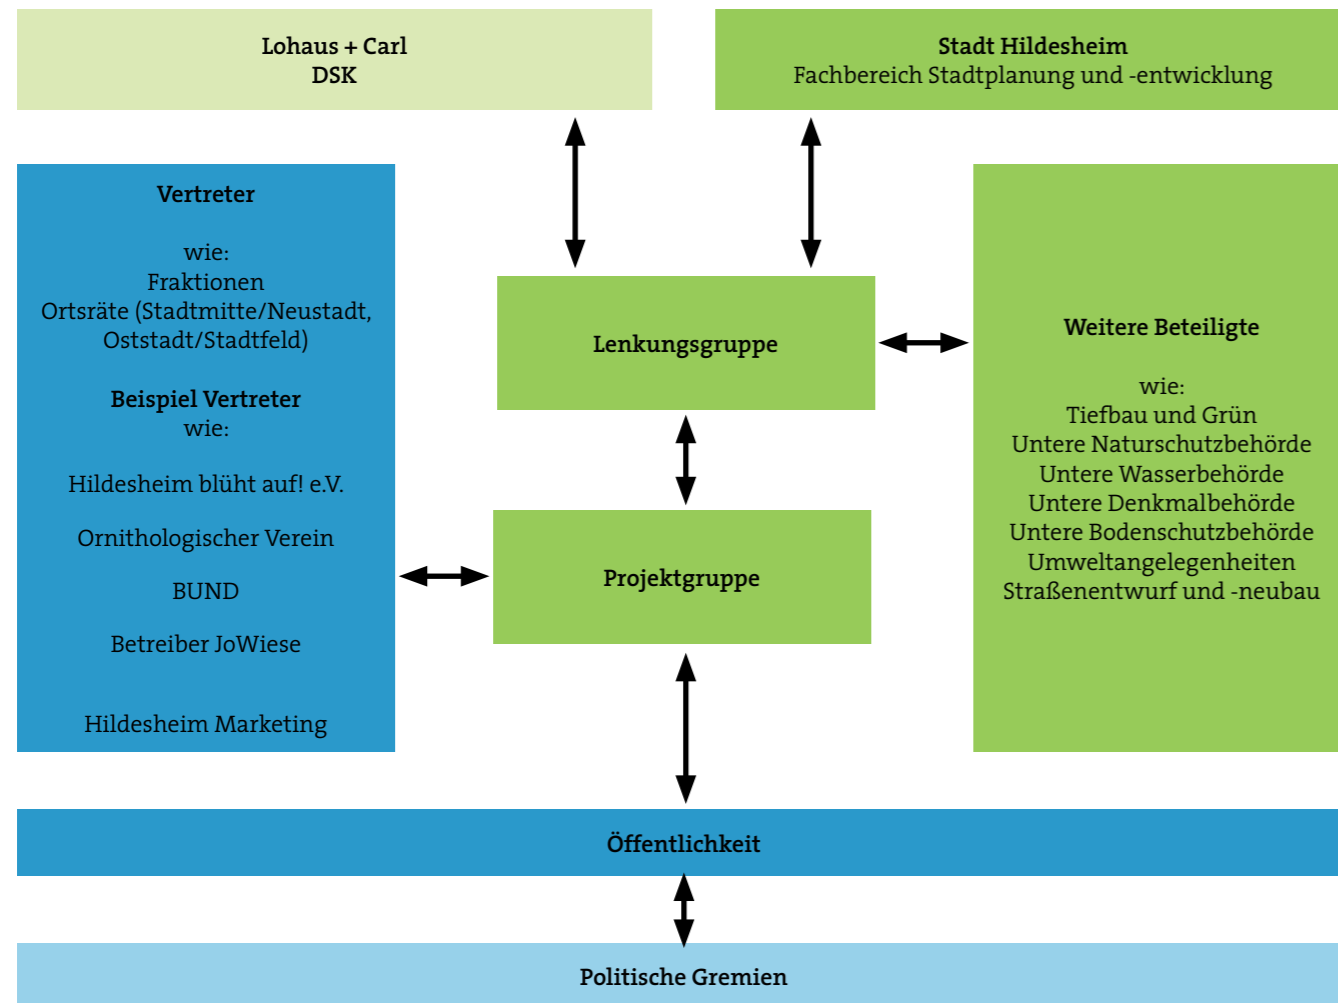 Lohaus + Carl
DSK
Stadt Hildesheim
Fachbereich Stadtplanung und -entwicklung
Vertreter
wie:
Fraktionen
Ortsräte (Stadtmitte/Neustadt,
Oststadt/Stadtfeld)
Beispiel Vertreter
wie:
Hildesheim blüht auf! e.V.
Ornithologischer Verein
BUND
Betreiber JoWiese
Hildesheim Marketing
Lenkungsgruppe
Projektgruppe
Weitere Beteiligte
wie:
Tiefbau und Grün
Untere Naturschutzbehörde
Untere Wasserbehörde
Untere Denkmalbehörde
Untere Bodenschutzbehörde
Umweltangelegenheiten
Straßenentwurf und -neubau
Öffentlichkeit
Politische Gremien